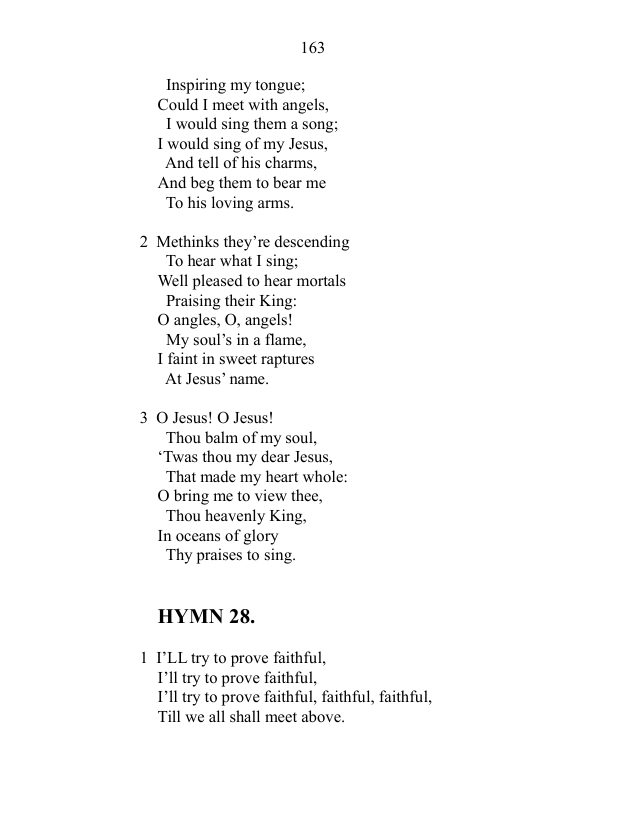 163
Inspiring my tongue;
Could I meet with angels,
I would sing them a song;
I would sing of my Jesus,
And tell of his charms,
And beg them to bear me
To his loving arms.
2 Methinks they’re descending
To hear what I sing;
Well pleased to hear mortals
Praising their King:
O angles, O, angels!
My soul’s in a flame,
I faint in sweet raptures
At Jesus’ name.
3 O Jesus! O Jesus!
Thou balm of my soul,
‘Twas thou my dear Jesus,
That made my heart whole:
O bring me to view thee,
Thou heavenly King,
In oceans of glory
Thy praises to sing.
HYMN 28.
1 I’LL try to prove faithful,
I’ll try to prove faithful,
I’ll try to prove faithful, faithful, faithful,
Till we all shall meet above.